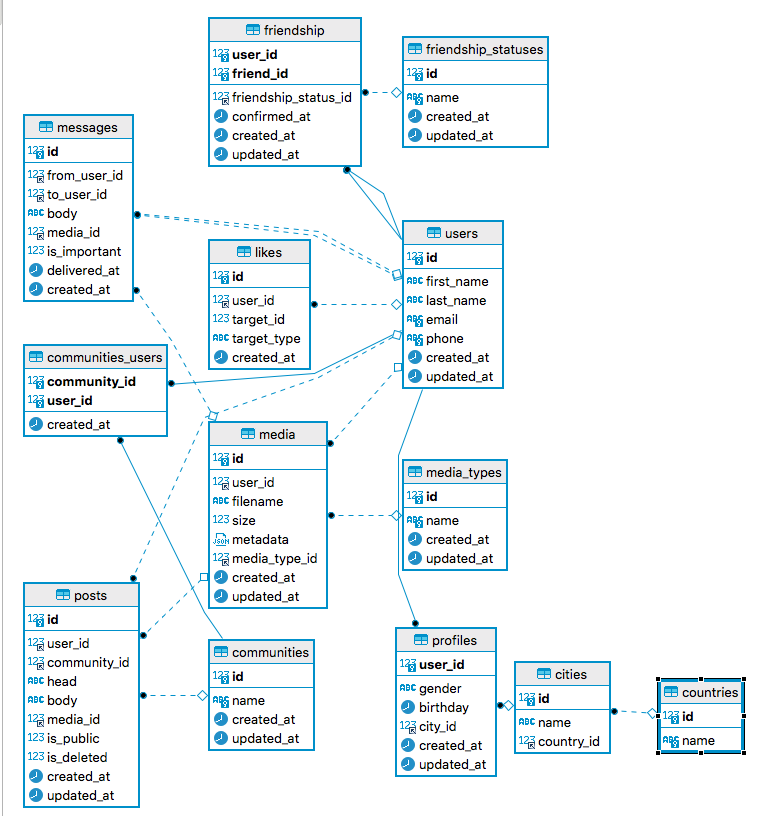 friendship
user_id
friend_id
friendship_status_id
confirmed_at
created_at
updated_at
friendship_statuses
id
name
created_at
updated_at
messages
id
from_user_id
to_user_id
body
media_id
is_important
delivered_at
created_at
users
id
first_name
last_name
email
phone
created_at
updated_at
likes
id
user_id
target_id
target_type
created_at
communities_users
community_id
user_id
created_at
media
id
user_id
filename
size
metadata
media_type_id
created_at
updated_at
media_types
id
name
created_at
updated_at
posts
id
user_id
community_id
head
body
media_id
is_public
is_deleted
created_at
updated_at
communities
id
name
created_at
updated_at
profiles
user_id
gender
birthday
city_id
created_at
updated_at
cities
id
name
country_id
countries
id
name